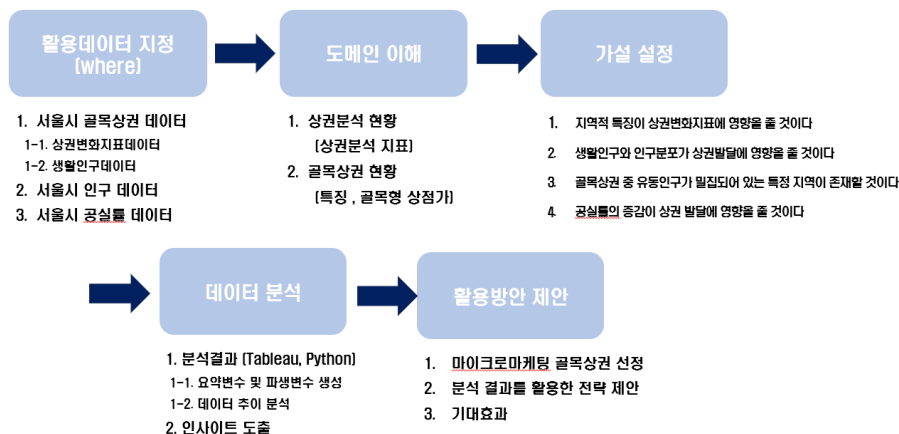 활용데이터 지정
(where)
1. 서울시 골목상권 데이터
1-1. 상권변화지표데이터
1-2. 생활인구데이터
2. 서울시 인구 데이터
3. 서울시 공실률 데이터
도메인 이해
1. 상권분석 현황
(상권분석 지표)
2. 골목상권 현황
(특징 , 골목형 상점가)
가설 설정
1. 지역적 특징이 상권변화지표에 영향을 줄 것이다
2. 생활인구와 인구분포가 상권발달에 영향을 줄 것이다
3. 골목상권 중 유동인구가 밀집되어 있는 특정 지역이 존재할 것이다
4. 공실률의 증감이 상권 발달에 영향을 줄 것이다
데이터 분석
1. 분석결과 (Tableau, Python)
1-1. 요약변수 및 파생변수 생성
1-2. 데이터 추이 분석
2. 인사이트 도출
활용방안 제안
1. 마이크로마케팅 골목상권 선정
2. 분석 결과를 활용한 전략 제안
3. 기대효과